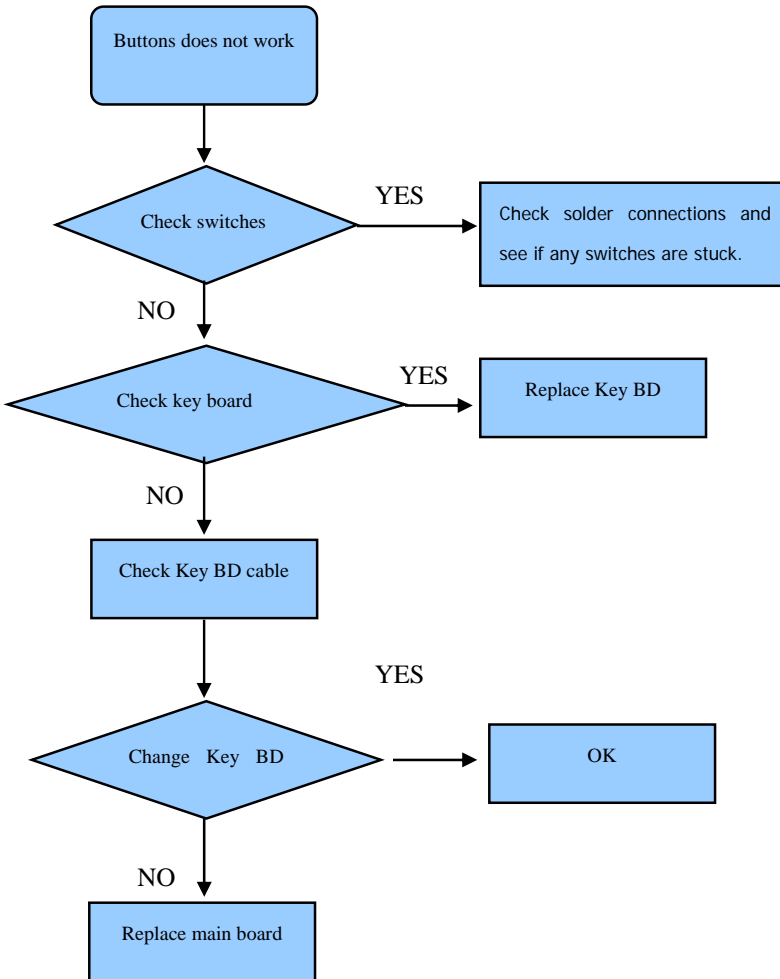 Buttons does not work
Check switches
YES
Check solder connections and
see if any switches are stuck.
NO
Check key board
YES
Replace Key BD
NO
Check Key BD cable
YES
Change Key BD
OK
NO
Replace main board